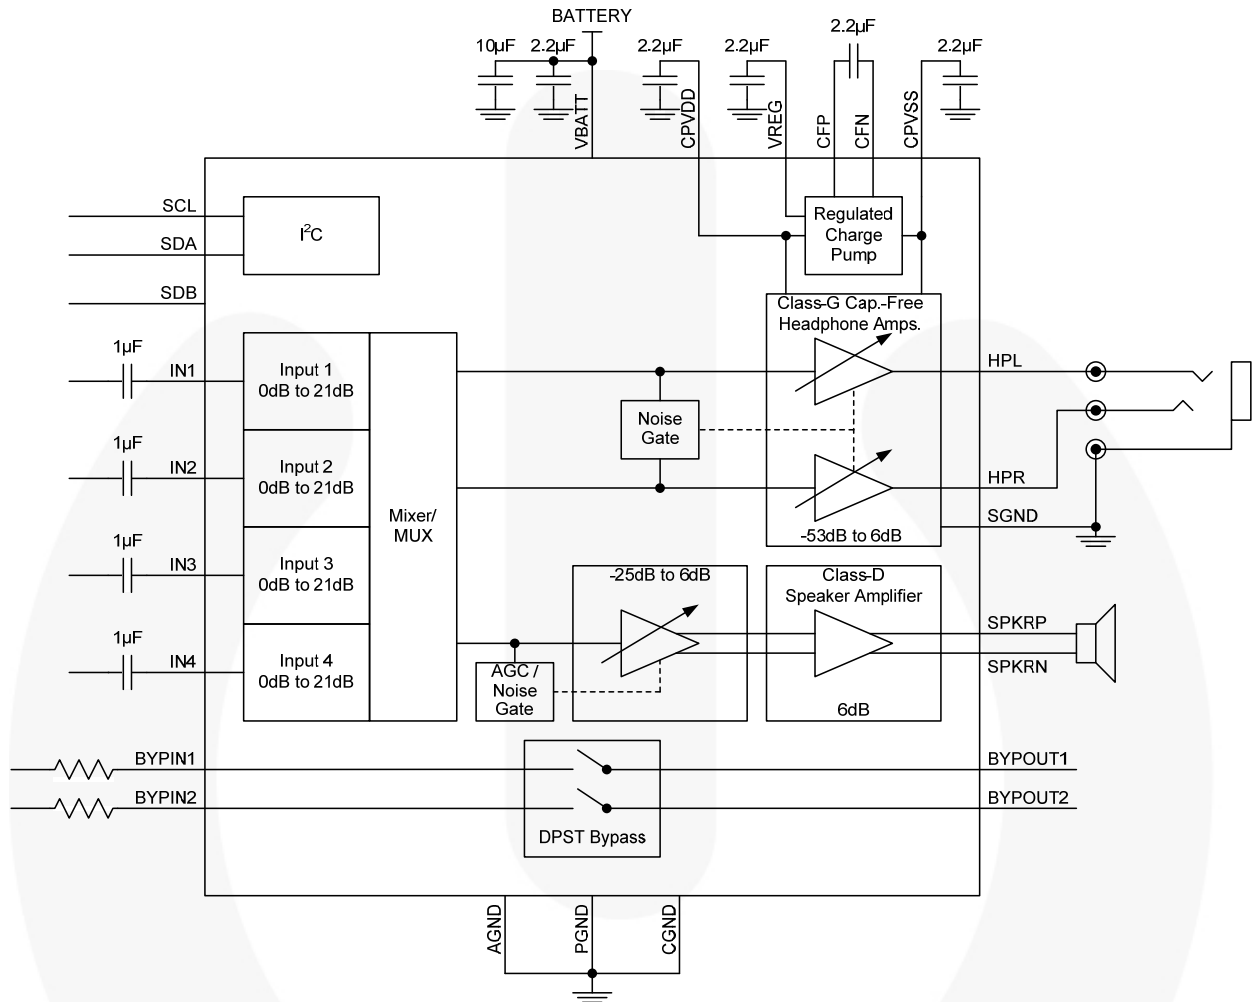 BATTERY
10µF
2.2µF
2.2µF
2.2µF
2.2µF
2.2µF
VBATT
CPVDD
VREG
CFP
CFN
CPVSS
SCL
SDA
SDB
I²C
Regulated
Charge
Pump
Class-G Cap.-Free
Headphone Amps.
1µF
IN1
Input 1
0dB to 21dB
HPL
Noise
Gate
1µF
IN2
Input 2
0dB to 21dB
HPR
Mixer/
MUX
SGND
-53dB to 6dB
1µF
IN3
Input 3
0dB to 21dB
-25dB to 6dB
Class-D
Speaker Amplifier
SPKRP
1µF
IN4
Input 4
0dB to 21dB
AGC /
Noise
Gate
SPKRN
6dB
BYPIN1
BYPOUT1
BYPIN2
BYPOUT2
DPST Bypass
AGND
PGND
CGND